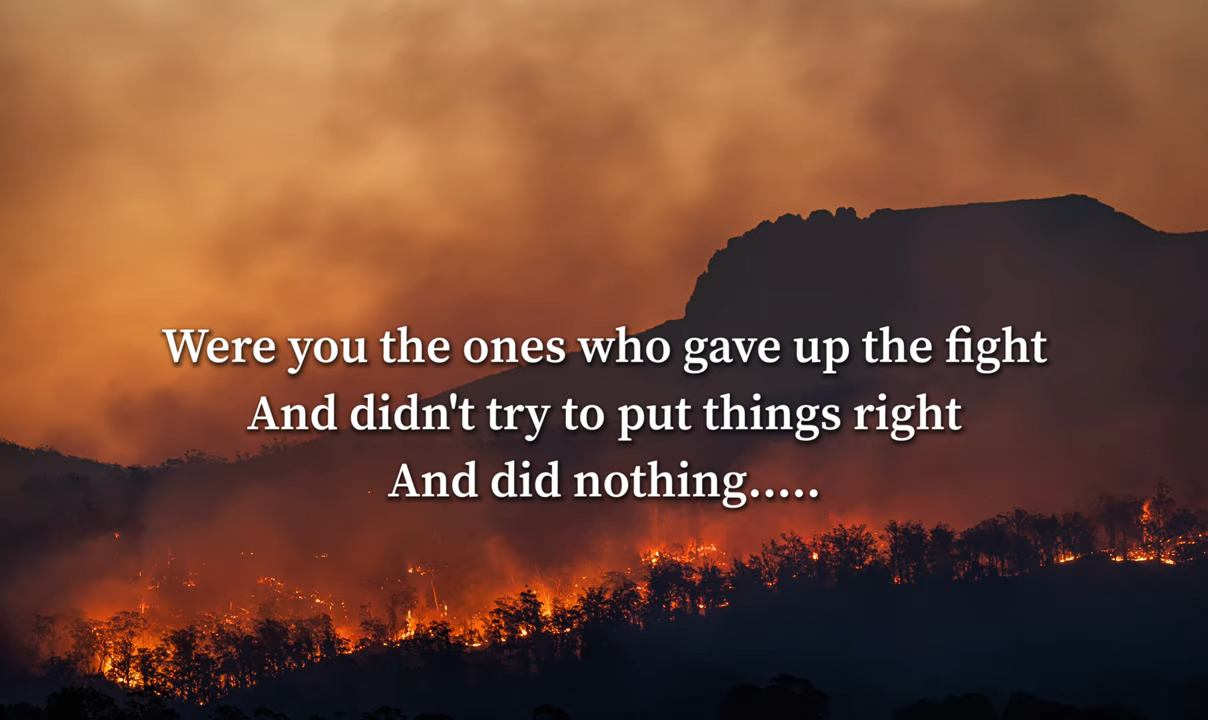 Were you the ones who gave up the fight
And didn't try to put things right
And did nothing.....